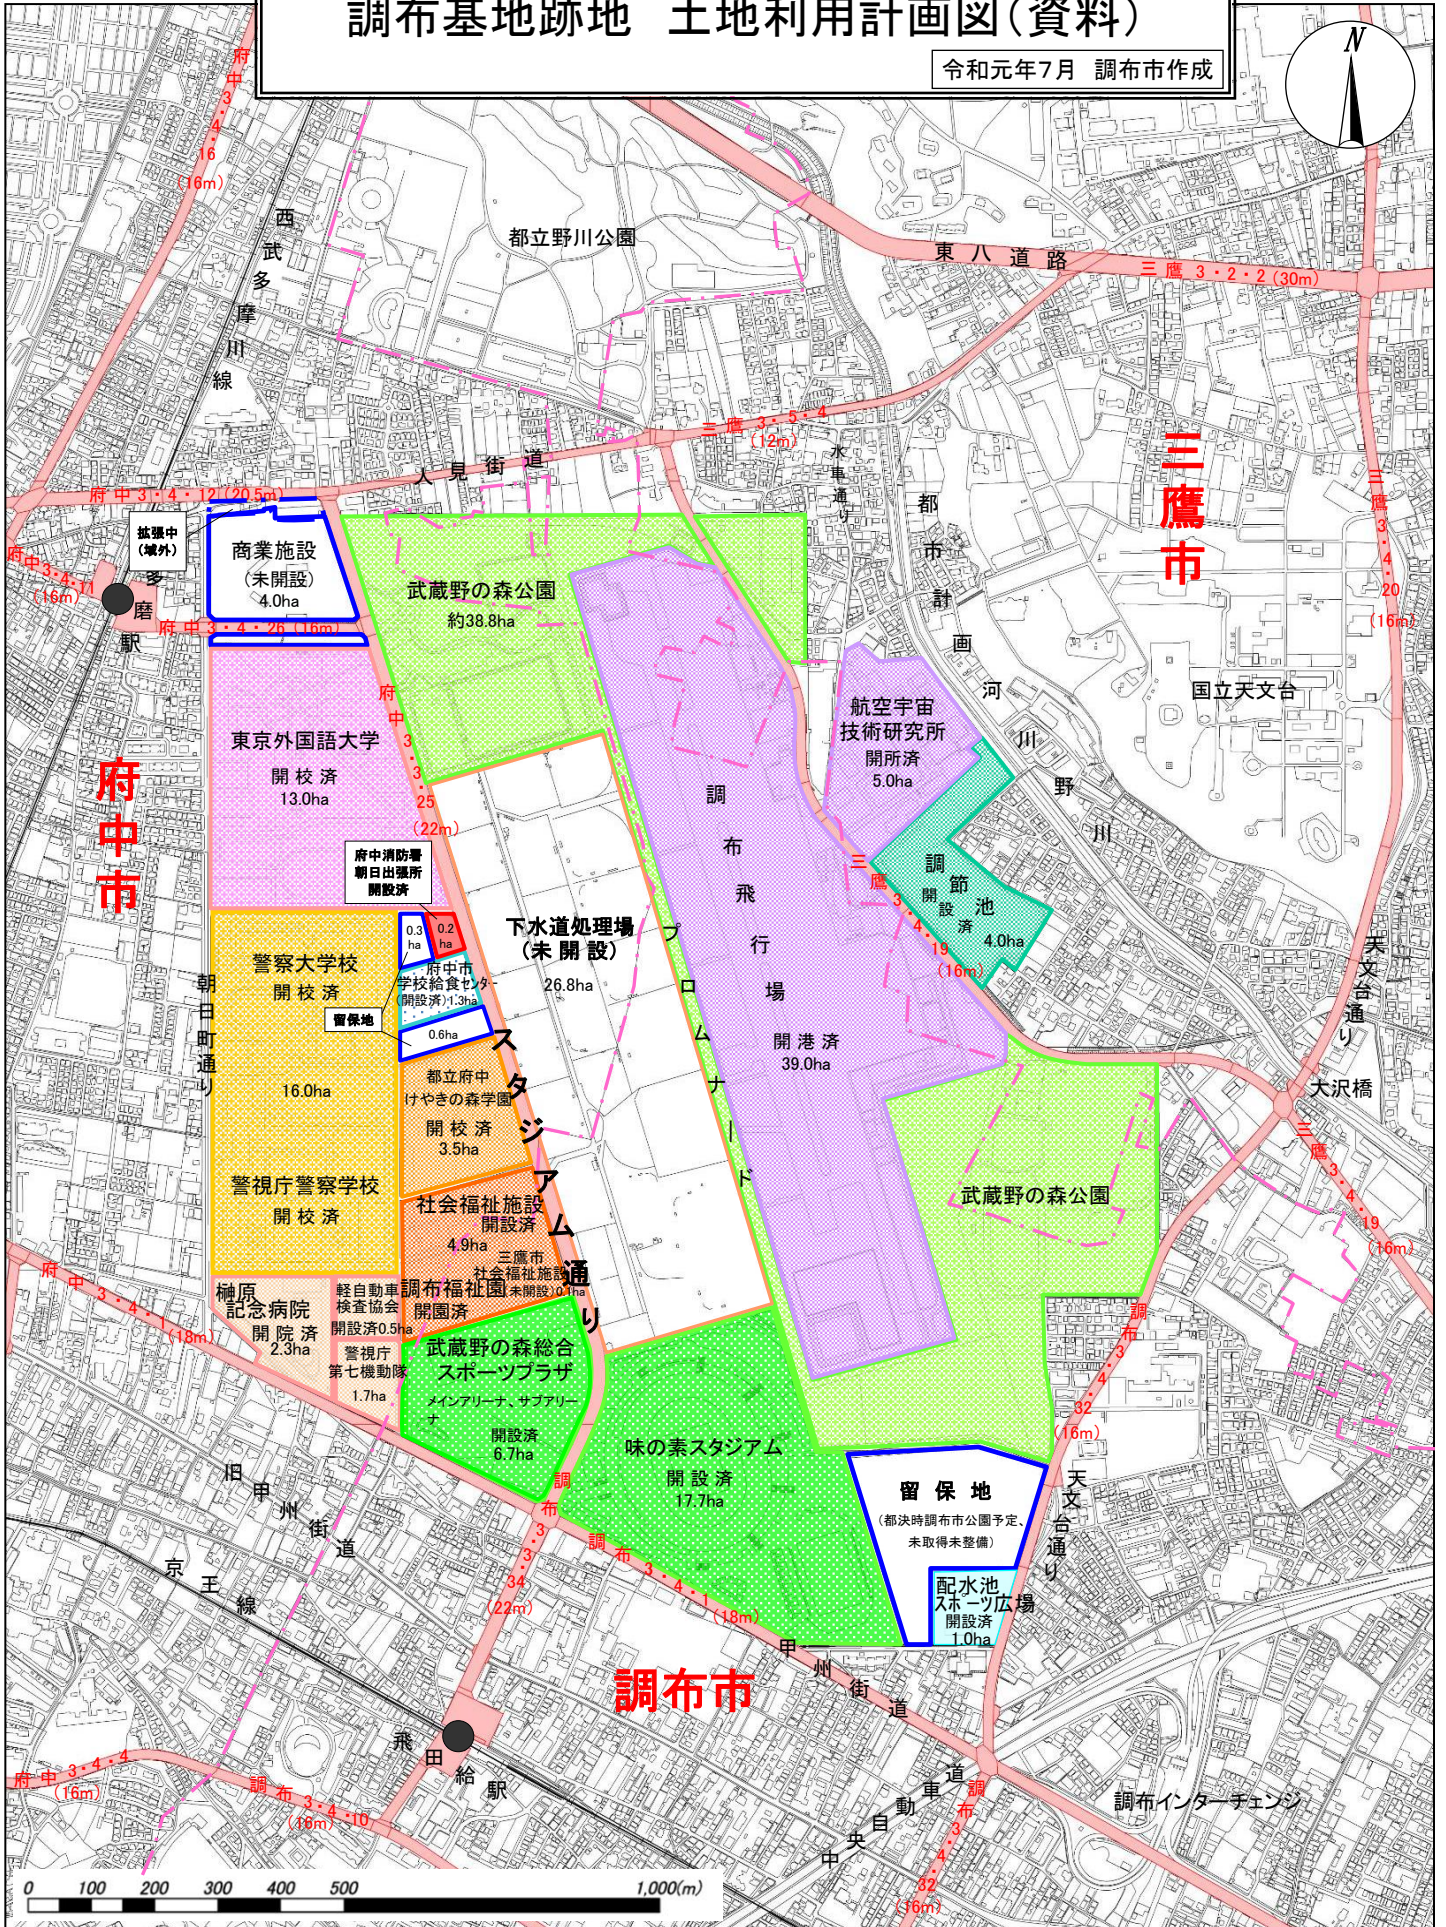 調布基地跡地　土地利用計画図(資料)
令和元年7月　調布市作成
N
府中3・4・16
(16m)
西武多摩川線
都立野川公園
東八道路
三鷹 3・2・2 (30m)
三鷹 3・5・4
(12m)
人見街道
水車通り
三鷹市
三鷹3・4・20
(16m)
都市計画河川野川
府中3・4・12(20.5m)
拡張中
(域外)
商業施設
(未開設)
4.0ha
府中3・4・11
(16m)
多磨駅
府中3・4・26 (16m)
武蔵野の森公園
約38.8ha
国立天文台
航空宇宙
技術研究所
開所済
5.0ha
東京外国語大学
開校済
13.0ha
府中3・3・25
(22m)
府中市
府中消防署
朝日出張所
開設済
0.3
ha
0.2
ha
下水道処理場
(未開設)
26.8ha
調布飛行場
開港済
39.0ha
調節池
開設済
4.0ha
三鷹3・4・19
(16m)
プロムナード
警察大学校
開校済
16.0ha
警視庁警察学校
開校済
府中市
学校給食センター
(開設済)1.3ha
留保地
0.6ha
朝日町通り
スタジアム通り
都立府中
けやきの森学園
開校済
3.5ha
天文台通り
大沢橋
三鷹3・4・19
(16m)
社会福祉施設
開設済
4.9ha
三鷹市
社会福祉施設
(未開設)0.1ha
調布福祉園
開園済
武蔵野の森公園
府中3・4・1(18m)
榊原
記念病院
開院済
2.3ha
軽自動車
検査協会
開設済0.5ha
警視庁
第七機動隊
1.7ha
武蔵野の森総合
スポーツプラザ
メインアリーナ、サブアリー
ナ
開設済
6.7ha
味の素スタジアム
開設済
17.7ha
調布3・4・32
(16m)
留保地
(都決時調布市公園予定、
未取得未整備)
天文台通り
配水池
スポーツ広場
開設済
1.0ha
旧甲州街道
京王線
調布3・3・34
(22m)
調布3・4・1(18m)
甲州街道
調布市
飛田給駅
府中3・4・4
(16m)
調布3・4・10
(16m)
中央自動車道
調布3・4・32
(16m)
調布インターチェンジ
0 100 200 300 400 500 1,000(m)